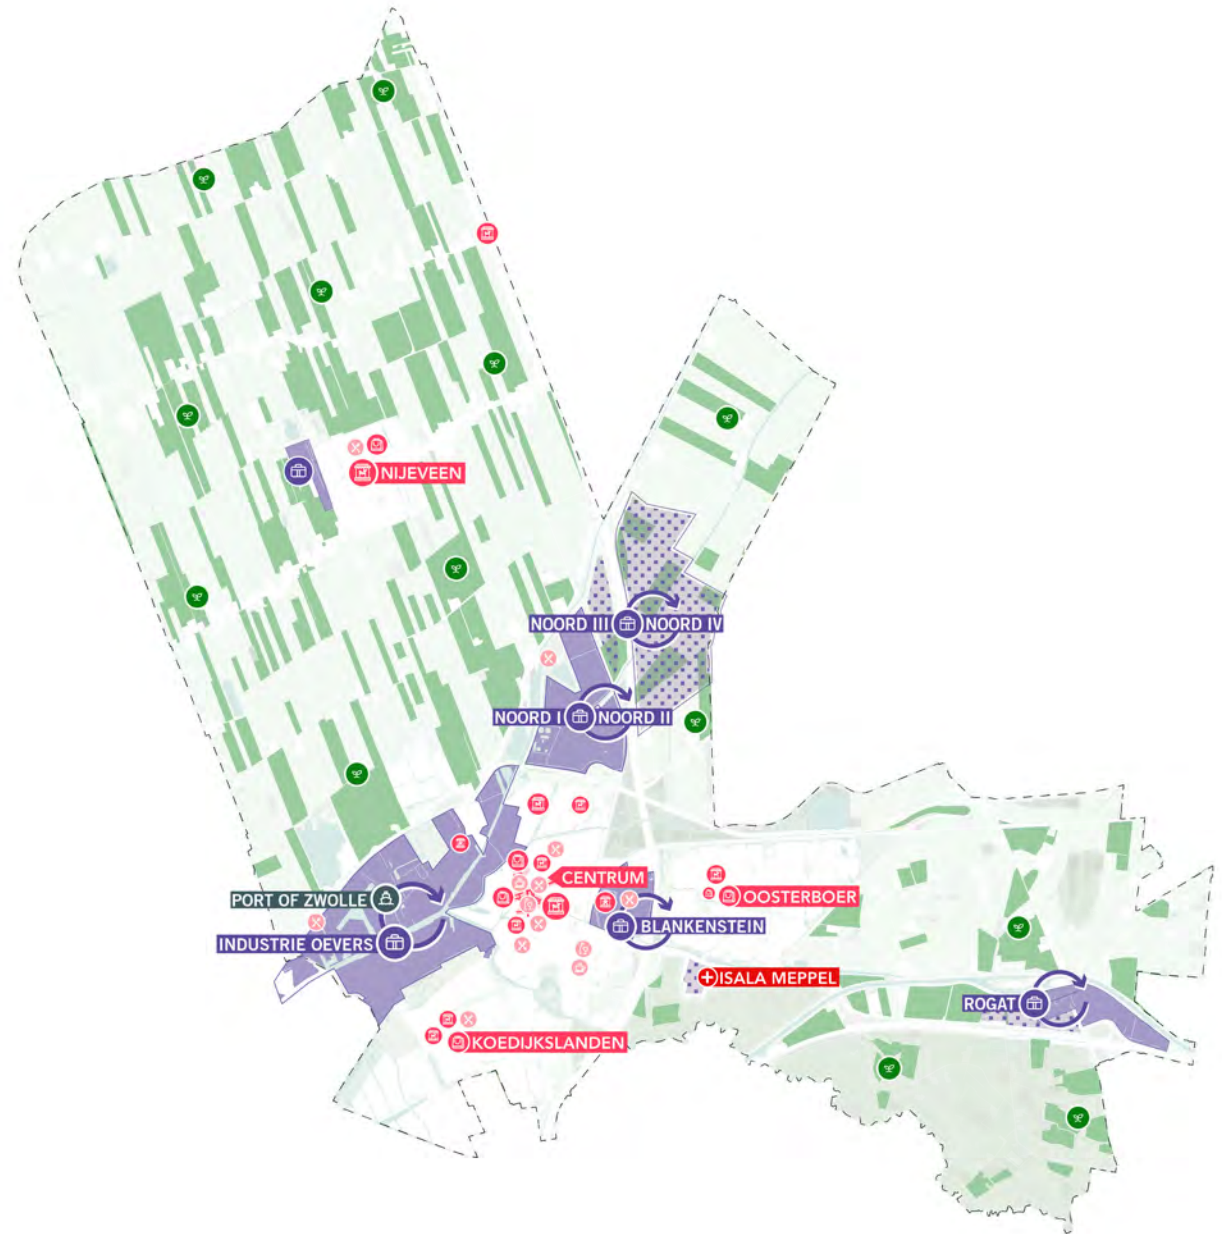 NIJEVEEN
NOORD III
NOORD IV
NOORD I
NOORD II
CENTRUM
PORT OF ZWOLLE
OOSTERBOER
INDUSTRIE OEVERS
BLANKENSTEIN
ISALA MEPPEL
ROGAT
KOEDIJKSLANDEN